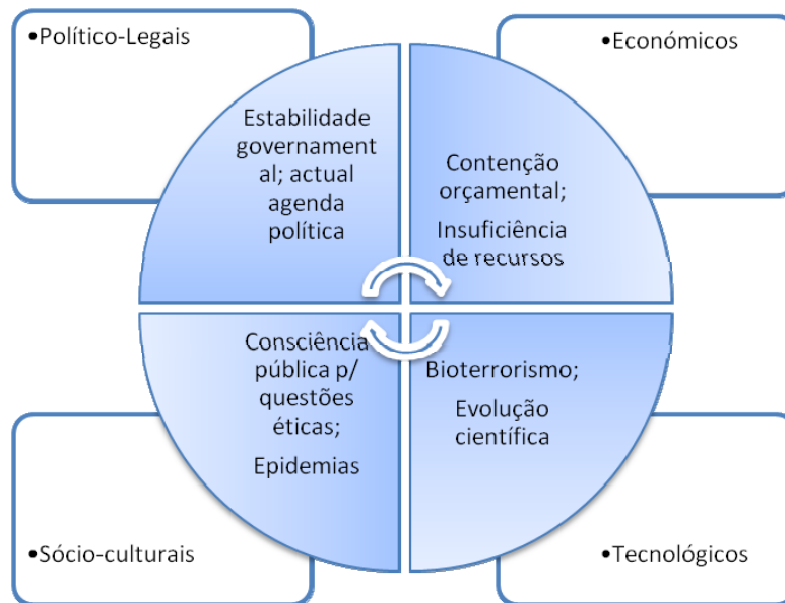 •Político-Legais
Estabilidade
governament
al; actual
agenda
política
•Económicos
Contenção
orçamental;
Insuficiência
de recursos
Consciência
pública p/
questões
éticas;
Epidemias
•Sócio-culturais
Bioterrorismo;
Evolução
científica
•Tecnológicos